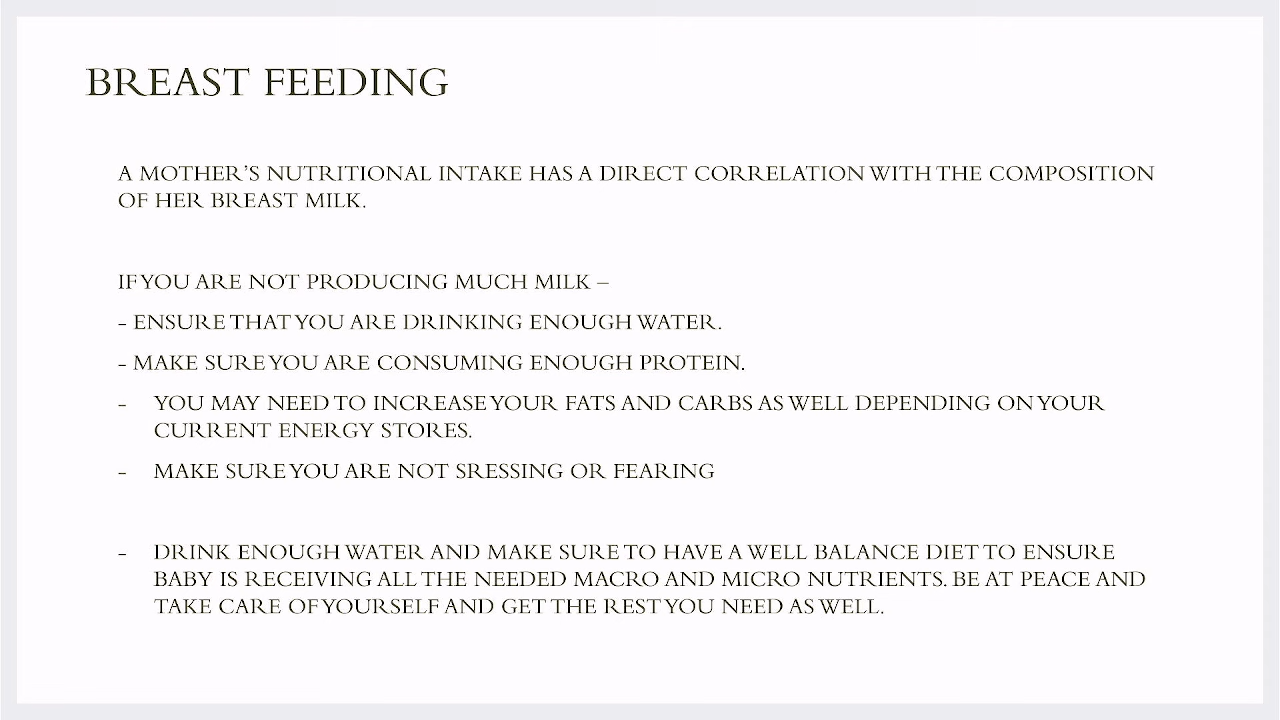 BREAST FEEDING
A MOTHER'S NUTRITIONAL INTAKE HAS A DIRECT CORRELATION WITH THE COMPOSITION
OF HER BREAST MILK.
IF YOU ARE NOT PRODUCING MUCH MILK –
- ENSURE THAT YOU ARE DRINKING ENOUGH WATER.
- MAKE SURE YOU ARE CONSUMING ENOUGH PROTEIN.
- YOU MAY NEED TO INCREASE YOUR FATS AND CARBS AS WELL DEPENDING ON YOUR
CURRENT ENERGY STORES.
- MAKE SURE YOU ARE NOT SRESSING OR FEARING
- DRINK ENOUGH WATER AND MAKE SURE TO HAVE A WELL BALANCE DIET TO ENSURE
BABY IS RECEIVING ALL THE NEEDED MACRO AND MICRO NUTRIENTS. BE AT PEACE AND
TAKE CARE OF YOURSELF AND GET THE REST YOU NEED AS WELL.